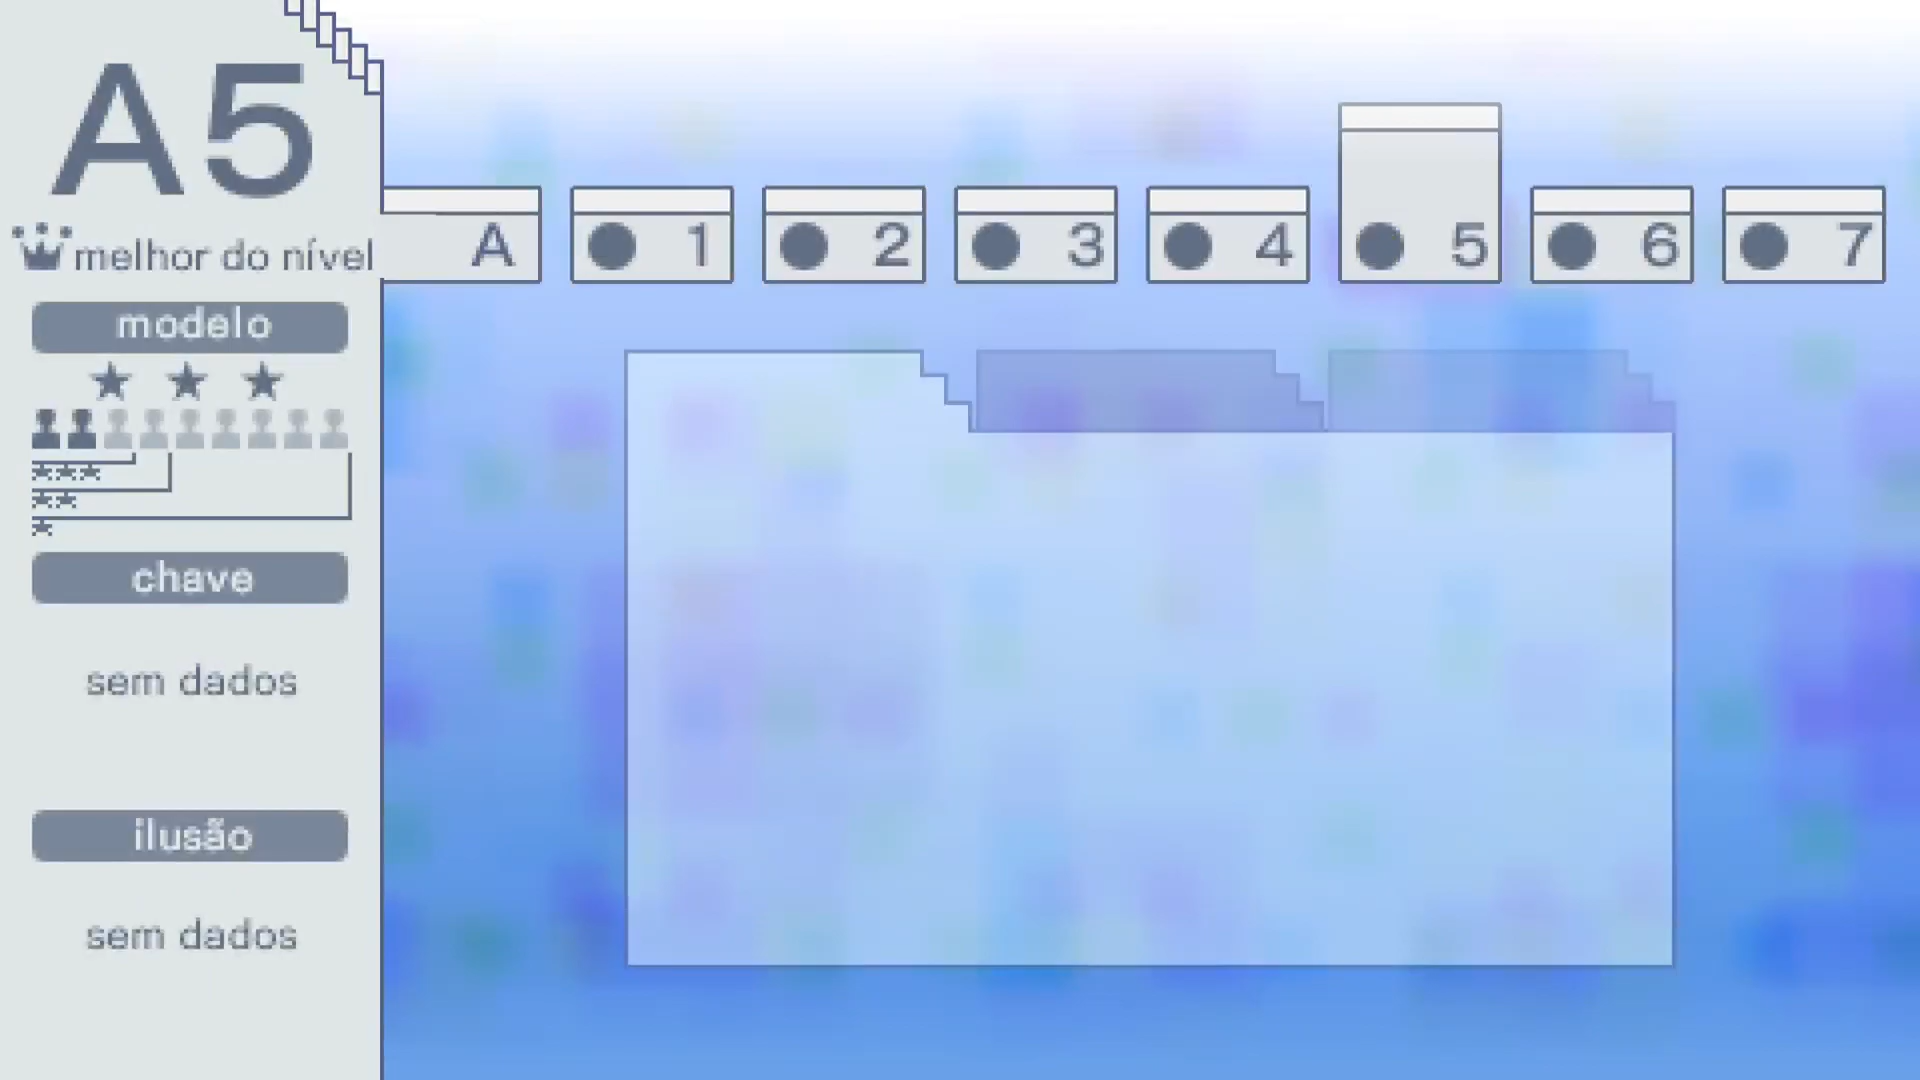 A5
melhor do nível
modelo
★ ★ ★
★★★
★★
★
chave
sem dados
ilusão
sem dados
A 1 2 3 4 5 6 7